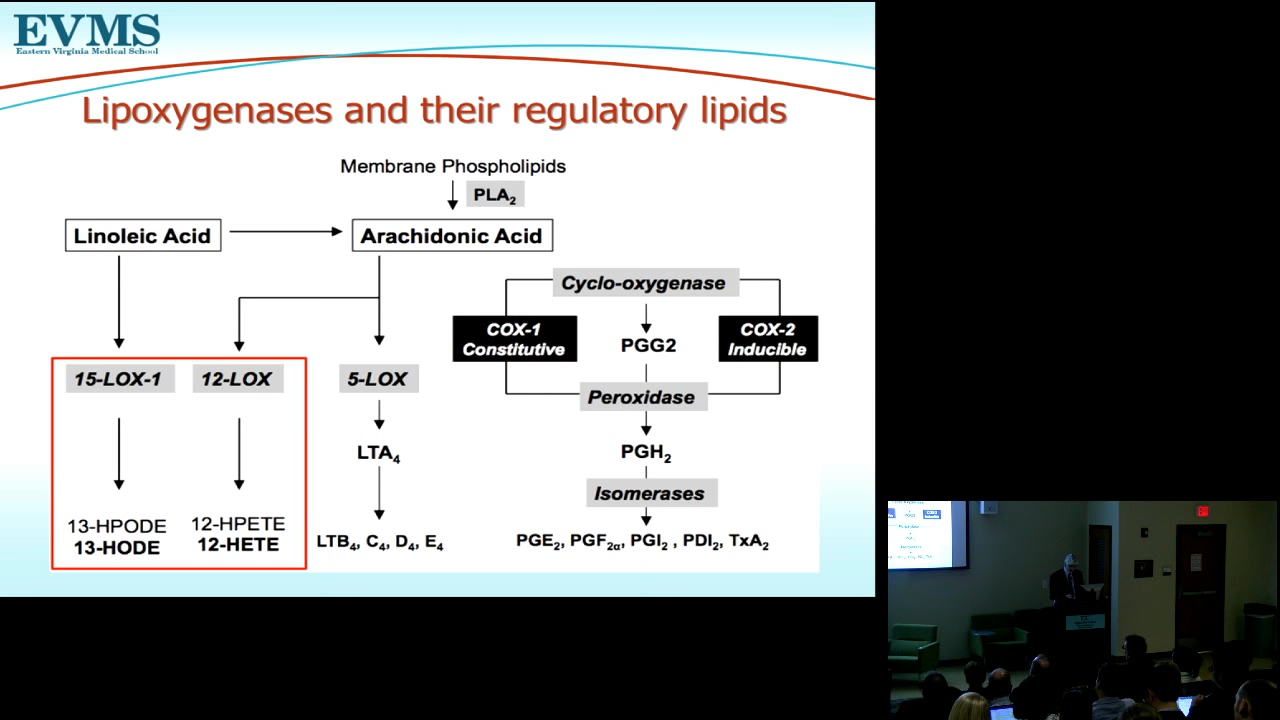 EVMS
Eastern Virginia Medical School
Lipoxygenases and their regulatory lipids
Membrane Phospholipids
PLA₂
Linoleic Acid
Arachidonic Acid
Cyclo-oxygenase
COX-1
Constitutive
PGG2
COX-2
Inducible
15-LOX-1
12-LOX
5-LOX
Peroxidase
LTA₄
PGH₂
Isomerases
13-HPODE
13-HODE
12-HPETE
12-HETE
LTB₄, C₄, D₄, E₄
PGE₂, PGF₂α, PGI₂ , PDI₂, TxA₂